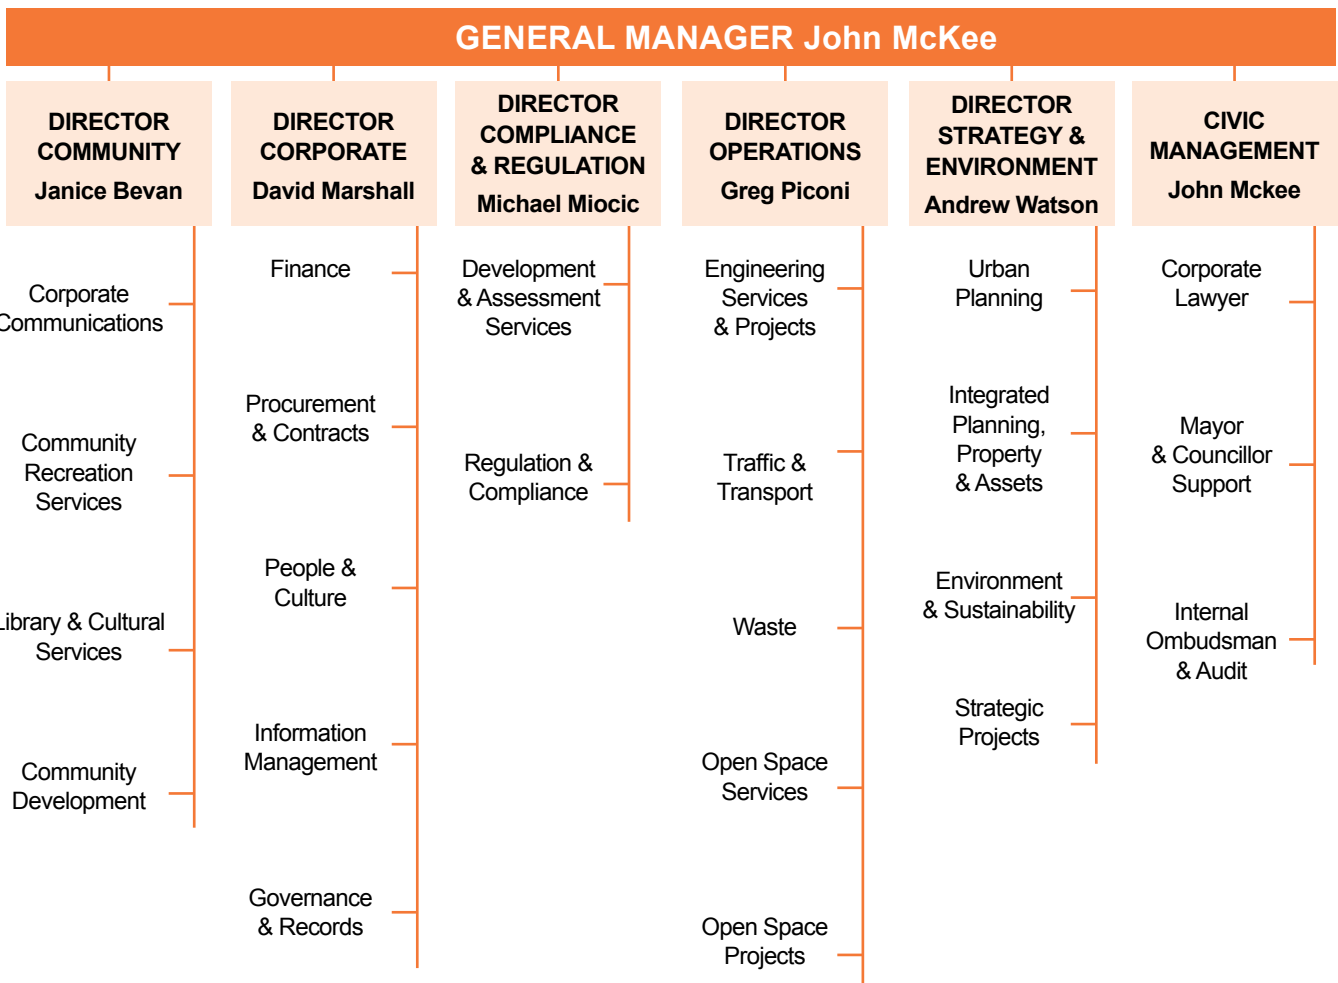 GENERAL MANAGER John McKee
DIRECTOR
COMMUNITY
Janice Bevan
Corporate
Communications
Community
Recreation
Services
Library & Cultural
Services
Community
Development
DIRECTOR
CORPORATE
David Marshall
Finance
Procurement
& Contracts
People &
Culture
Information
Management
Governance
& Records
DIRECTOR
COMPLIANCE
& REGULATION
Michael Miocic
Development
& Assessment
Services
Regulation &
Compliance
DIRECTOR
OPERATIONS
Greg Piconi
Engineering
Services
& Projects
Traffic &
Transport
Waste
Open Space
Services
Open Space
Projects
DIRECTOR
STRATEGY &
ENVIRONMENT
Andrew Watson
Urban
Planning
Integrated
Planning,
Property
& Assets
Environment
& Sustainability
Strategic
Projects
CIVIC
MANAGEMENT
John Mckee
Corporate
Lawyer
Mayor
& Councillor
Support
Internal
Ombudsman
& Audit